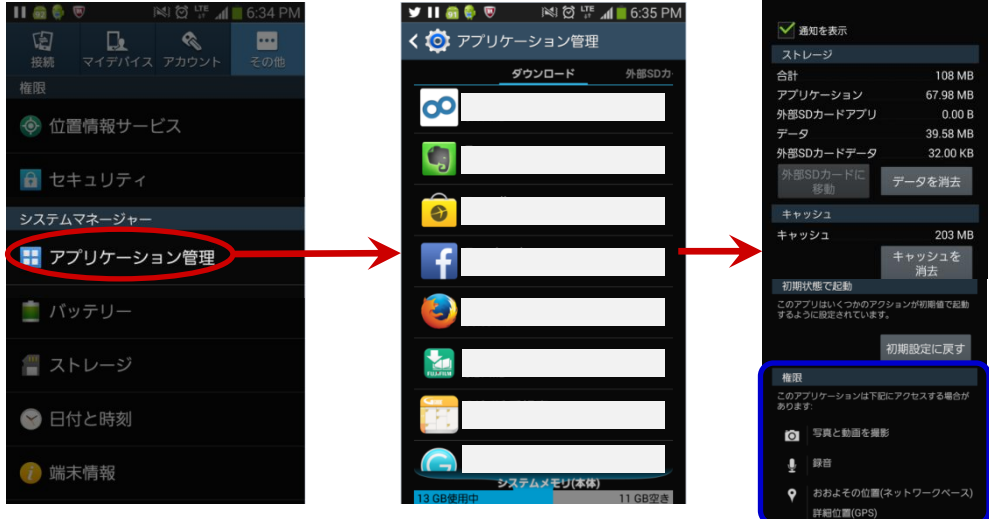 6:34 PM
接続
マイデバイス
アカウント
その他
権限
位置情報サービス
セキュリティ
システムマネージャー
アプリケーション管理
バッテリー
ストレージ
日付と時刻
端末情報
6:35 PM
アプリケーション管理
ダウンロード
外部SDカ
システムメモリ(本体)
13 GB使用中
11 GB空き
通知を表示
ストレージ
合計 108 MB
アプリケーション 67.98 MB
外部SDカードアプリ 0.00 B
データ 39.58 MB
外部SDカードデータ 32.00 KB
外部SDカードに
移動
データを消去
キャッシュ
キャッシュ 203 MB
キャッシュを
消去
初期状態で起動
このアプリはいくつかのアクションが初期値で起動
するように設定されています。
初期設定に戻す
権限
このアプリケーションは下記にアクセスする場合が
あります:
写真と動画を撮影
録音
おおよその位置(ネットワークベース)
詳細位置(GPS)